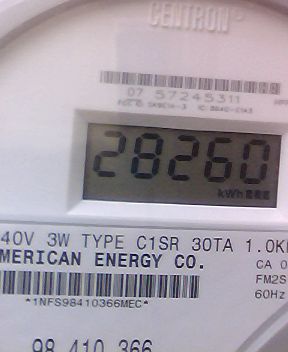 CENTRON
07 57245311
28260
kWh
40V 3W TYPE C1SR 30TA 1.0K
MERICAN ENERGY CO.
CA 0
FM2S
*1NFS98410366MEC*
60Hz
98 410 366